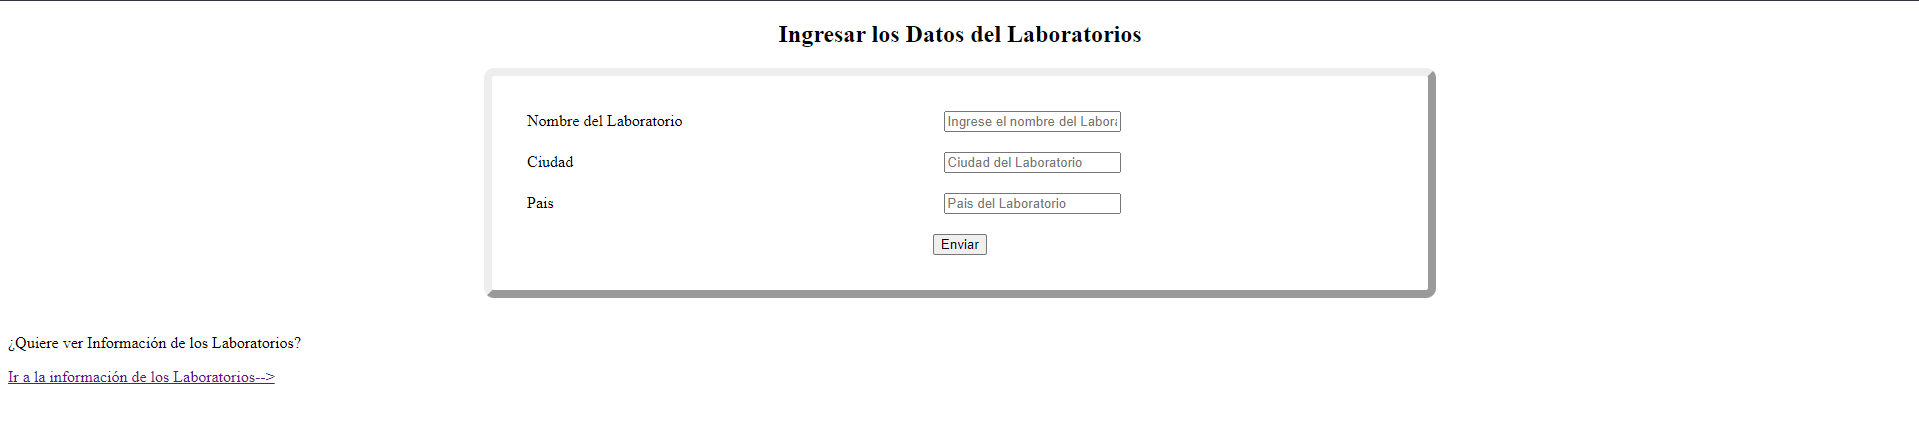 Ingresar los Datos del Laboratorios
Nombre del Laboratorio
Ingrese el nombre del Labora
Ciudad
Ciudad del Laboratorio
Pais
Pais del Laboratorio
Enviar
¿Quiere ver Información de los Laboratorios?
Ir a la información de los Laboratorios-->